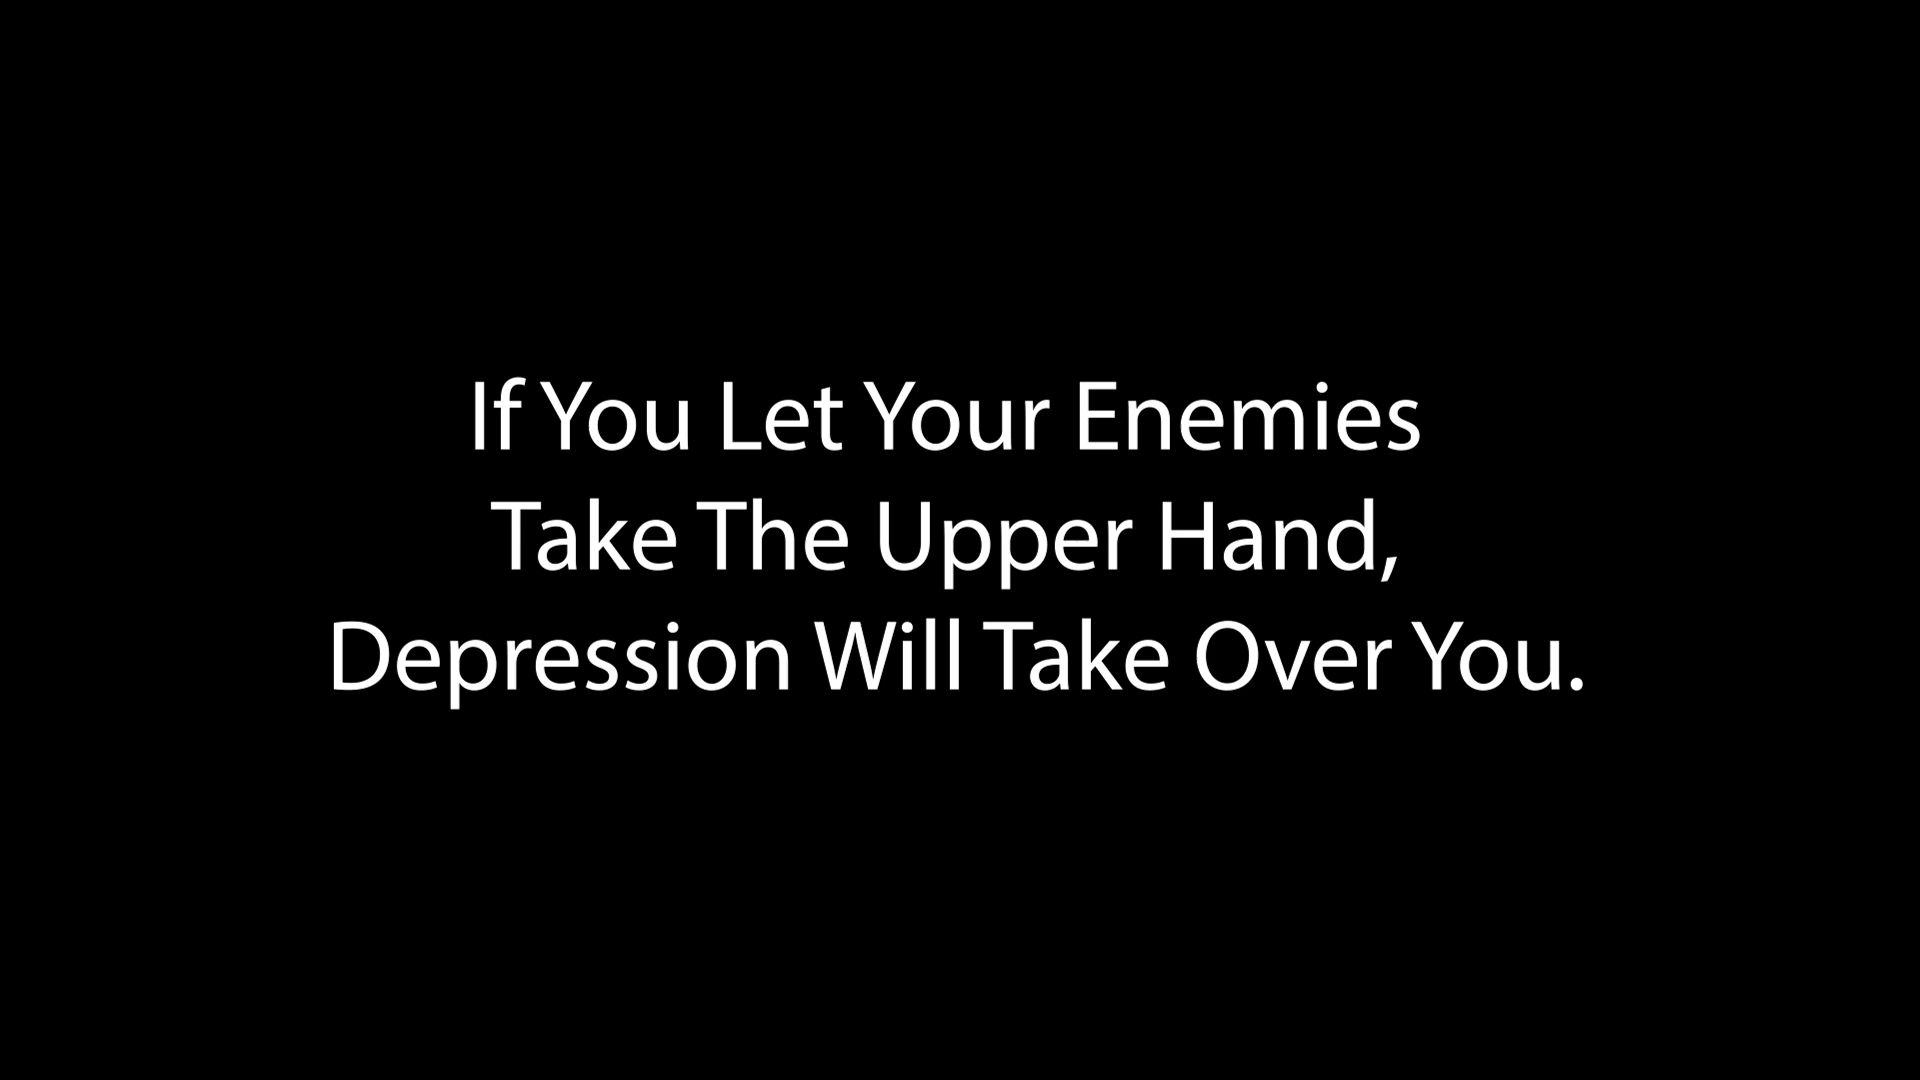 If You Let Your Enemies
Take The Upper Hand,
Depression Will Take Over You.